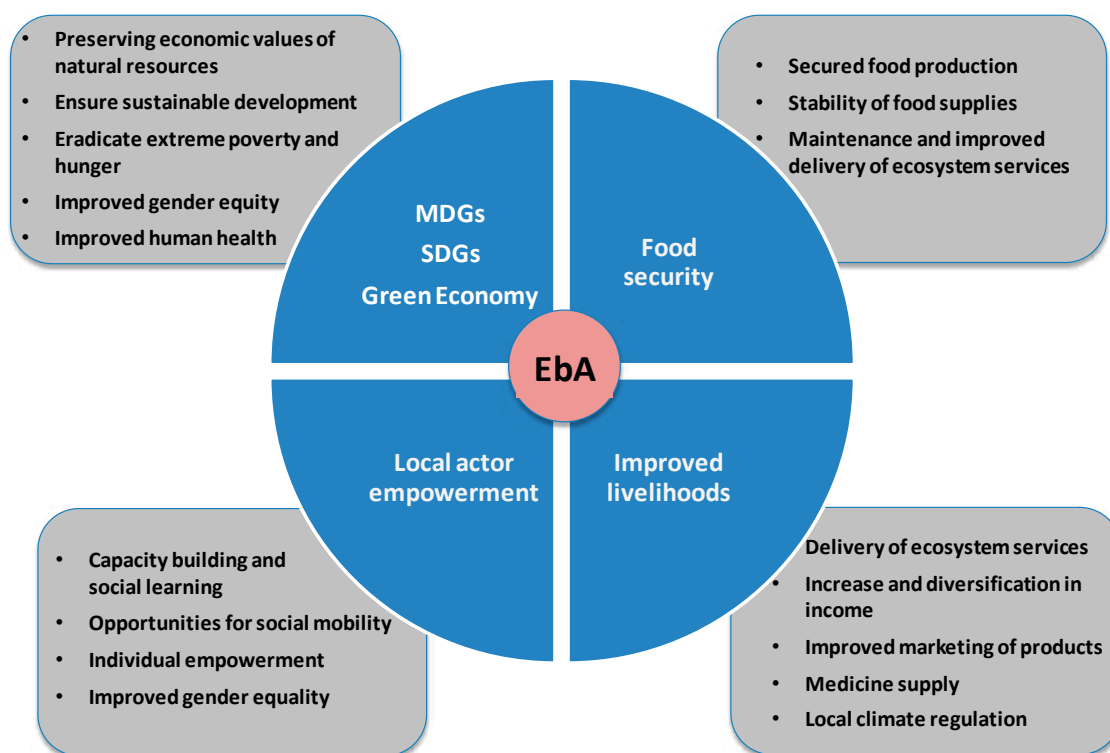 • Preserving economic values of
natural resources
• Ensure sustainable development
• Eradicate extreme poverty and
hunger
• Improved gender equity
• Improved human health
• Secured food production
• Stability of food supplies
• Maintenance and improved
delivery of ecosystem services
MDGs
SDGs
Green Economy
Food
security
EbA
Local actor
empowerment
Improved
livelihoods
• Capacity building and
social learning
• Opportunities for social mobility
• Individual empowerment
• Improved gender equality
Delivery of ecosystem services
• Increase and diversification in
income
• Improved marketing of products
• Medicine supply
• Local climate regulation